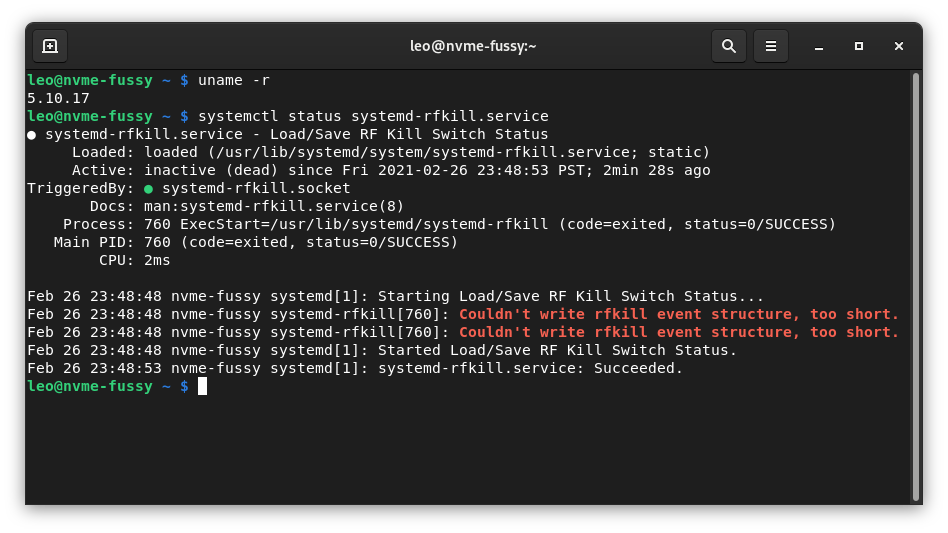 leo@nvme-fussy:~
leo@nvme-fussy ~ $ uname -r
5.10.17
leo@nvme-fussy ~ $ systemctl status systemd-rfkill.service
● systemd-rfkill.service - Load/Save RF Kill Switch Status
     Loaded: loaded (/usr/lib/systemd/system/systemd-rfkill.service; static)
     Active: inactive (dead) since Fri 2021-02-26 23:48:53 PST; 2min 28s ago
TriggeredBy: ● systemd-rfkill.socket
       Docs: man:systemd-rfkill.service(8)
    Process: 760 ExecStart=/usr/lib/systemd/systemd-rfkill (code=exited, status=0/SUCCESS)
   Main PID: 760 (code=exited, status=0/SUCCESS)
        CPU: 2ms
Feb 26 23:48:48 nvme-fussy systemd[1]: Starting Load/Save RF Kill Switch Status...
Feb 26 23:48:48 nvme-fussy systemd-rfkill[760]: Couldn't write rfkill event structure, too short.
Feb 26 23:48:48 nvme-fussy systemd-rfkill[760]: Couldn't write rfkill event structure, too short.
Feb 26 23:48:48 nvme-fussy systemd[1]: Started Load/Save RF Kill Switch Status.
Feb 26 23:48:53 nvme-fussy systemd[1]: systemd-rfkill.service: Succeeded.
leo@nvme-fussy ~ $